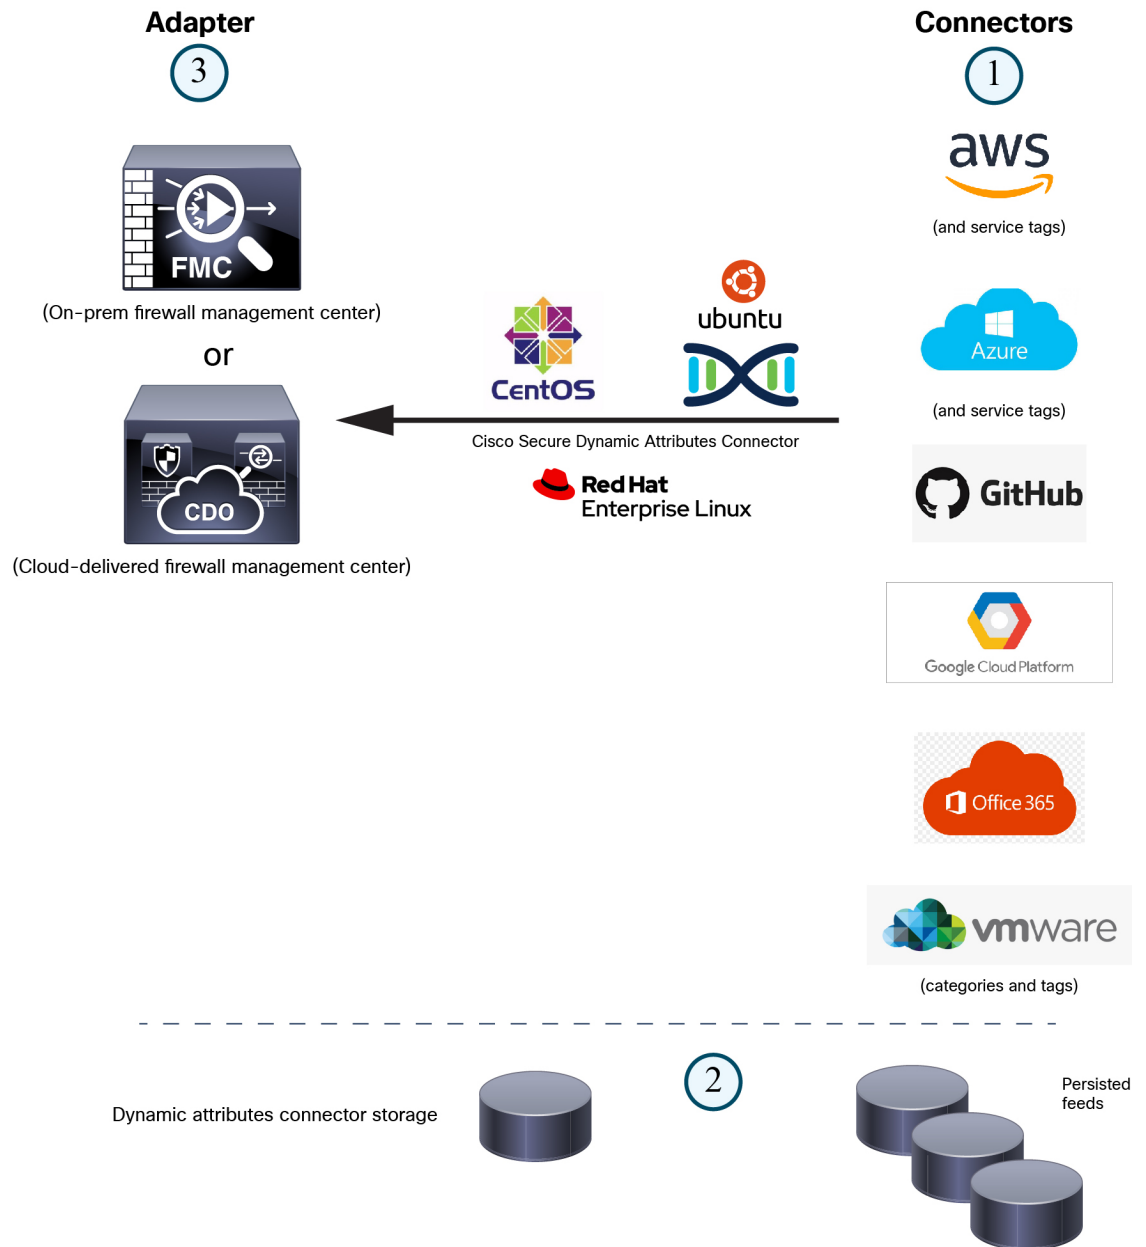 Adapter
3
FMC
(On-prem firewall management center)
or
CDO
(Cloud-delivered firewall management center)
CentOS
ubuntu
Cisco Secure Dynamic Attributes Connector
Red Hat
Enterprise Linux
Connectors
1
aws
(and service tags)
Azure
(and service tags)
GitHub
Google Cloud Platform
Office 365
vmware
(categories and tags)
Dynamic attributes connector storage
2
Persisted
feeds